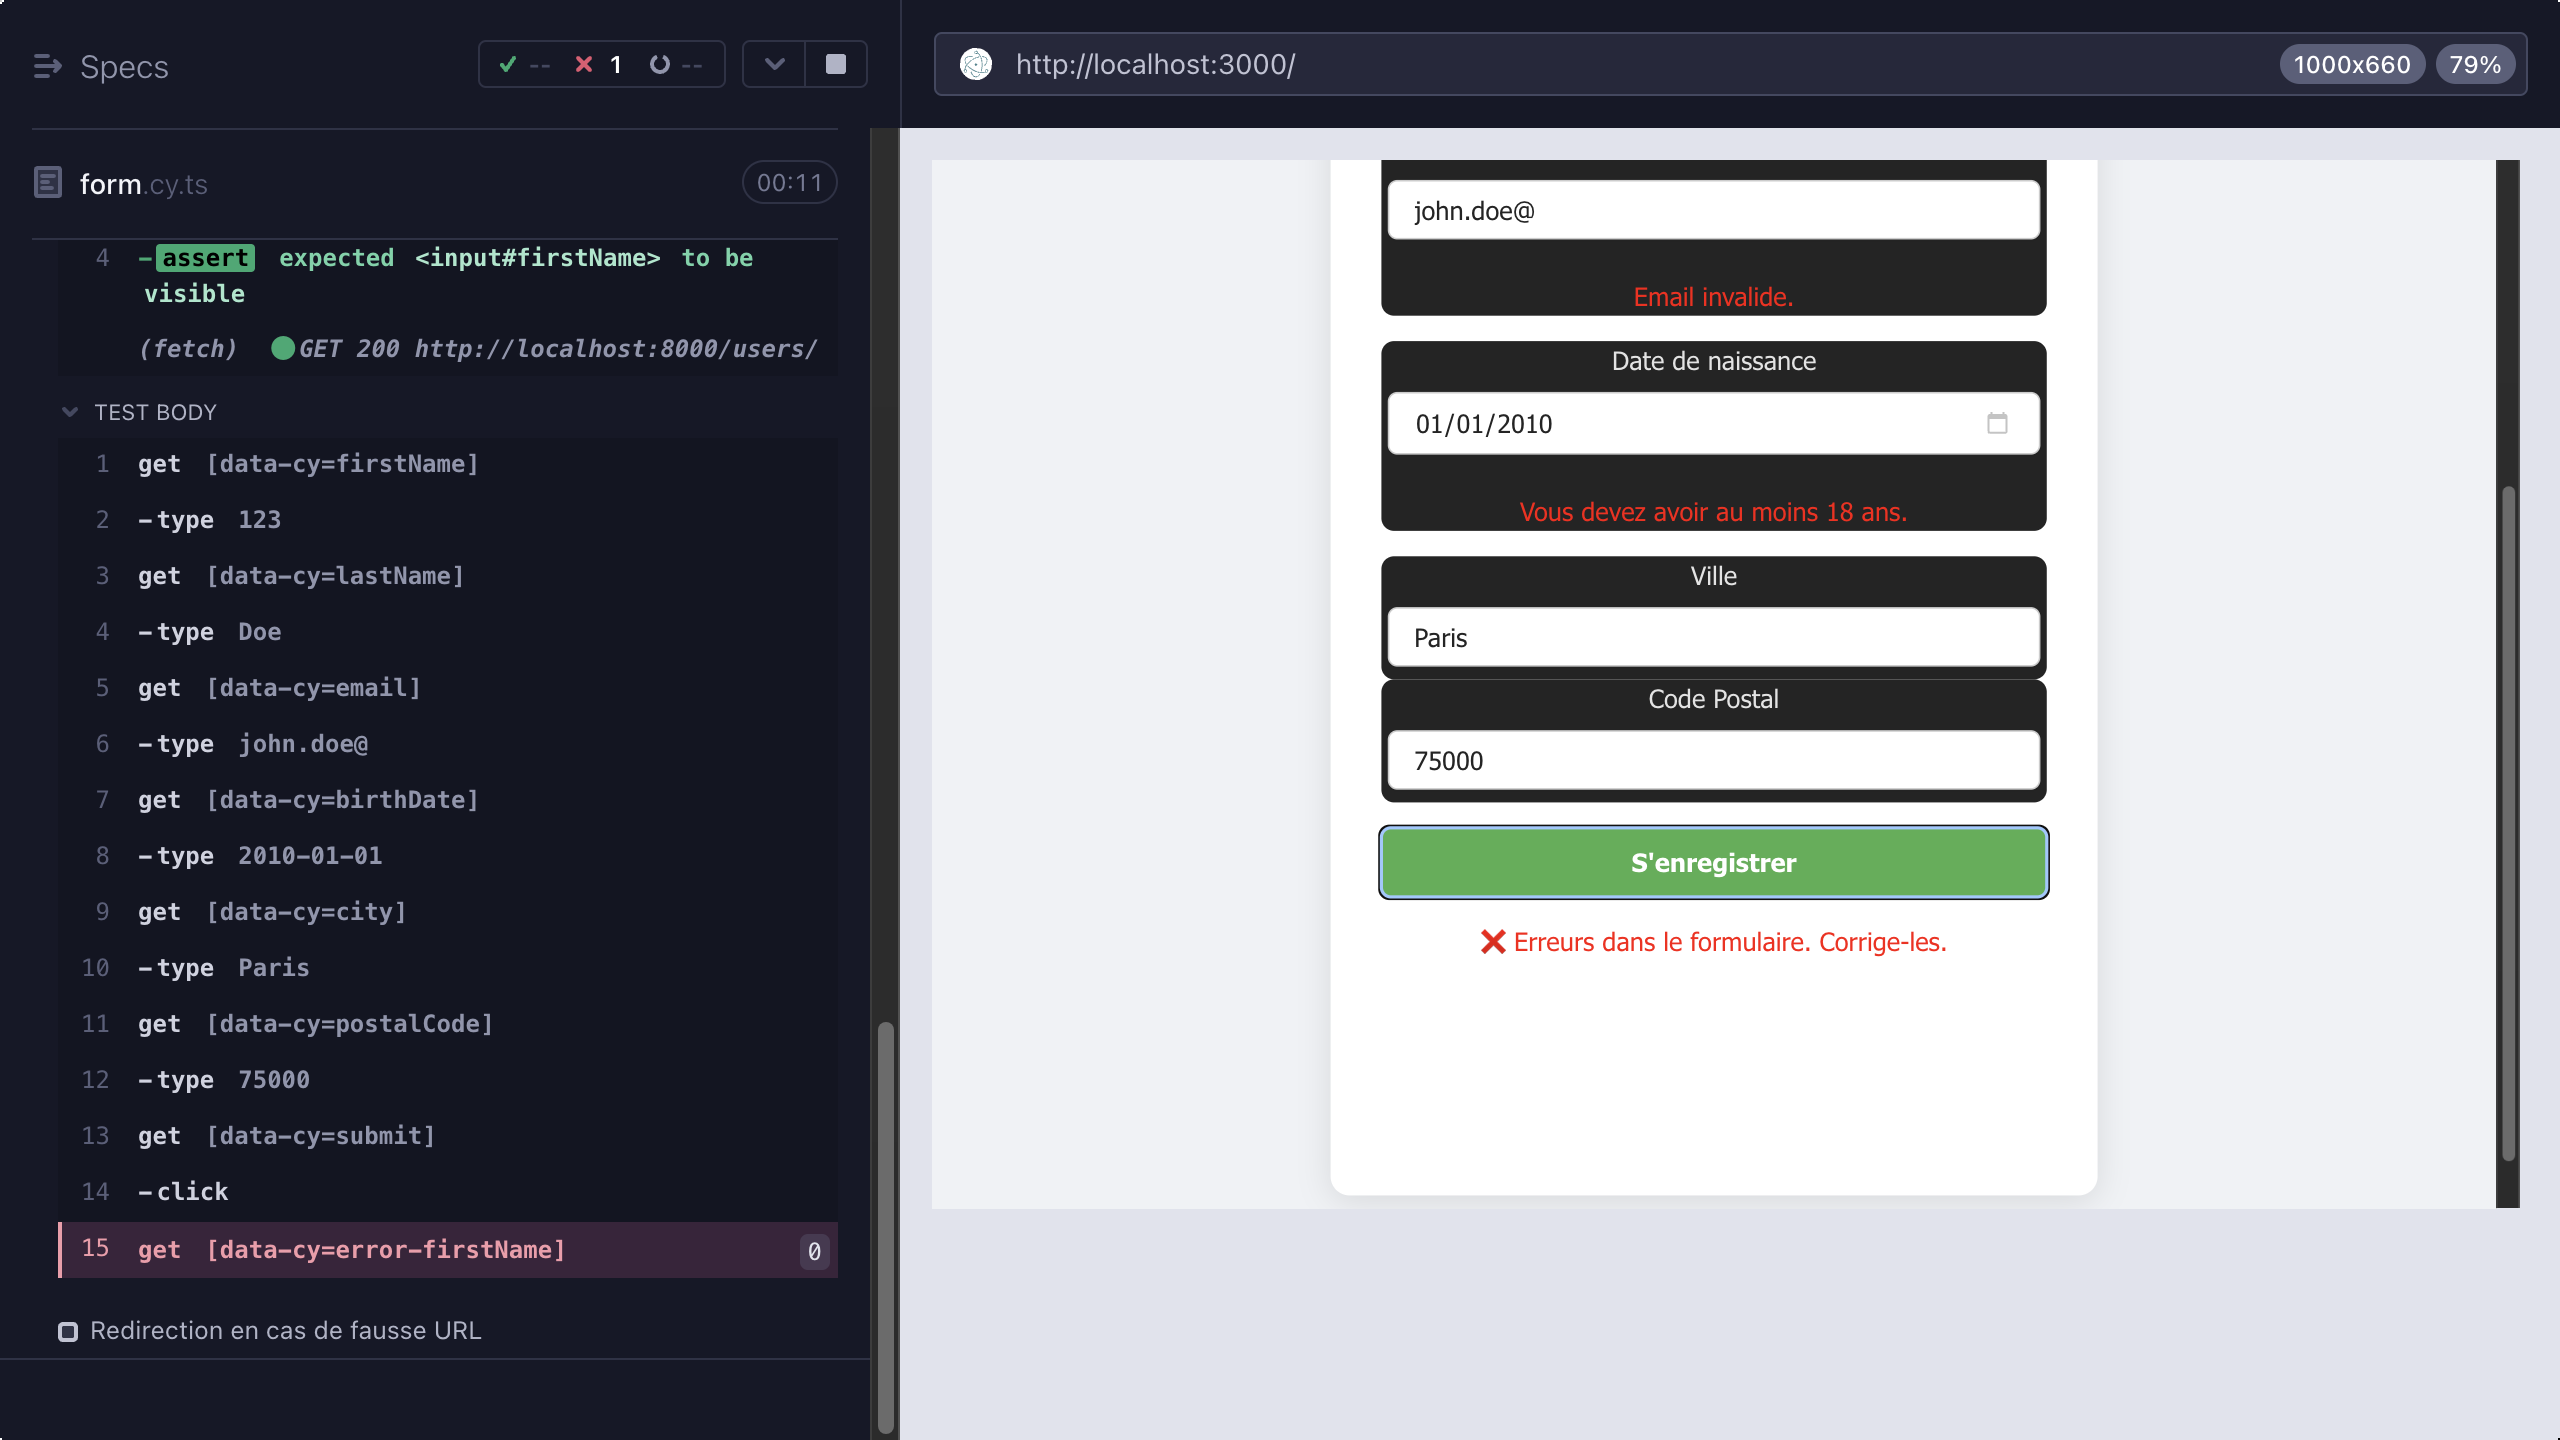 Specs
-- 1 --
http://localhost:3000/
1000x660
79%
form.cy.ts
00:11
4 -assert expected <input#firstName> to be
visible
(fetch) GET 200 http://localhost:8000/users/
TEST BODY
1 get [data-cy=firstName]
2 -type 123
3 get [data-cy=lastName]
4 -type Doe
5 get [data-cy=email]
6 -type john.doe@
7 get [data-cy=birthDate]
8 -type 2010-01-01
9 get [data-cy=city]
10 -type Paris
11 get [data-cy=postalCode]
12 -type 75000
13 get [data-cy=submit]
14 -click
15 get [data-cy=error-firstName] 0
Redirection en cas de fausse URL
john.doe@
Email invalide.
Date de naissance
01/01/2010
Vous devez avoir au moins 18 ans.
Ville
Paris
Code Postal
75000
S'enregistrer
❌ Erreurs dans le formulaire. Corrige-les.